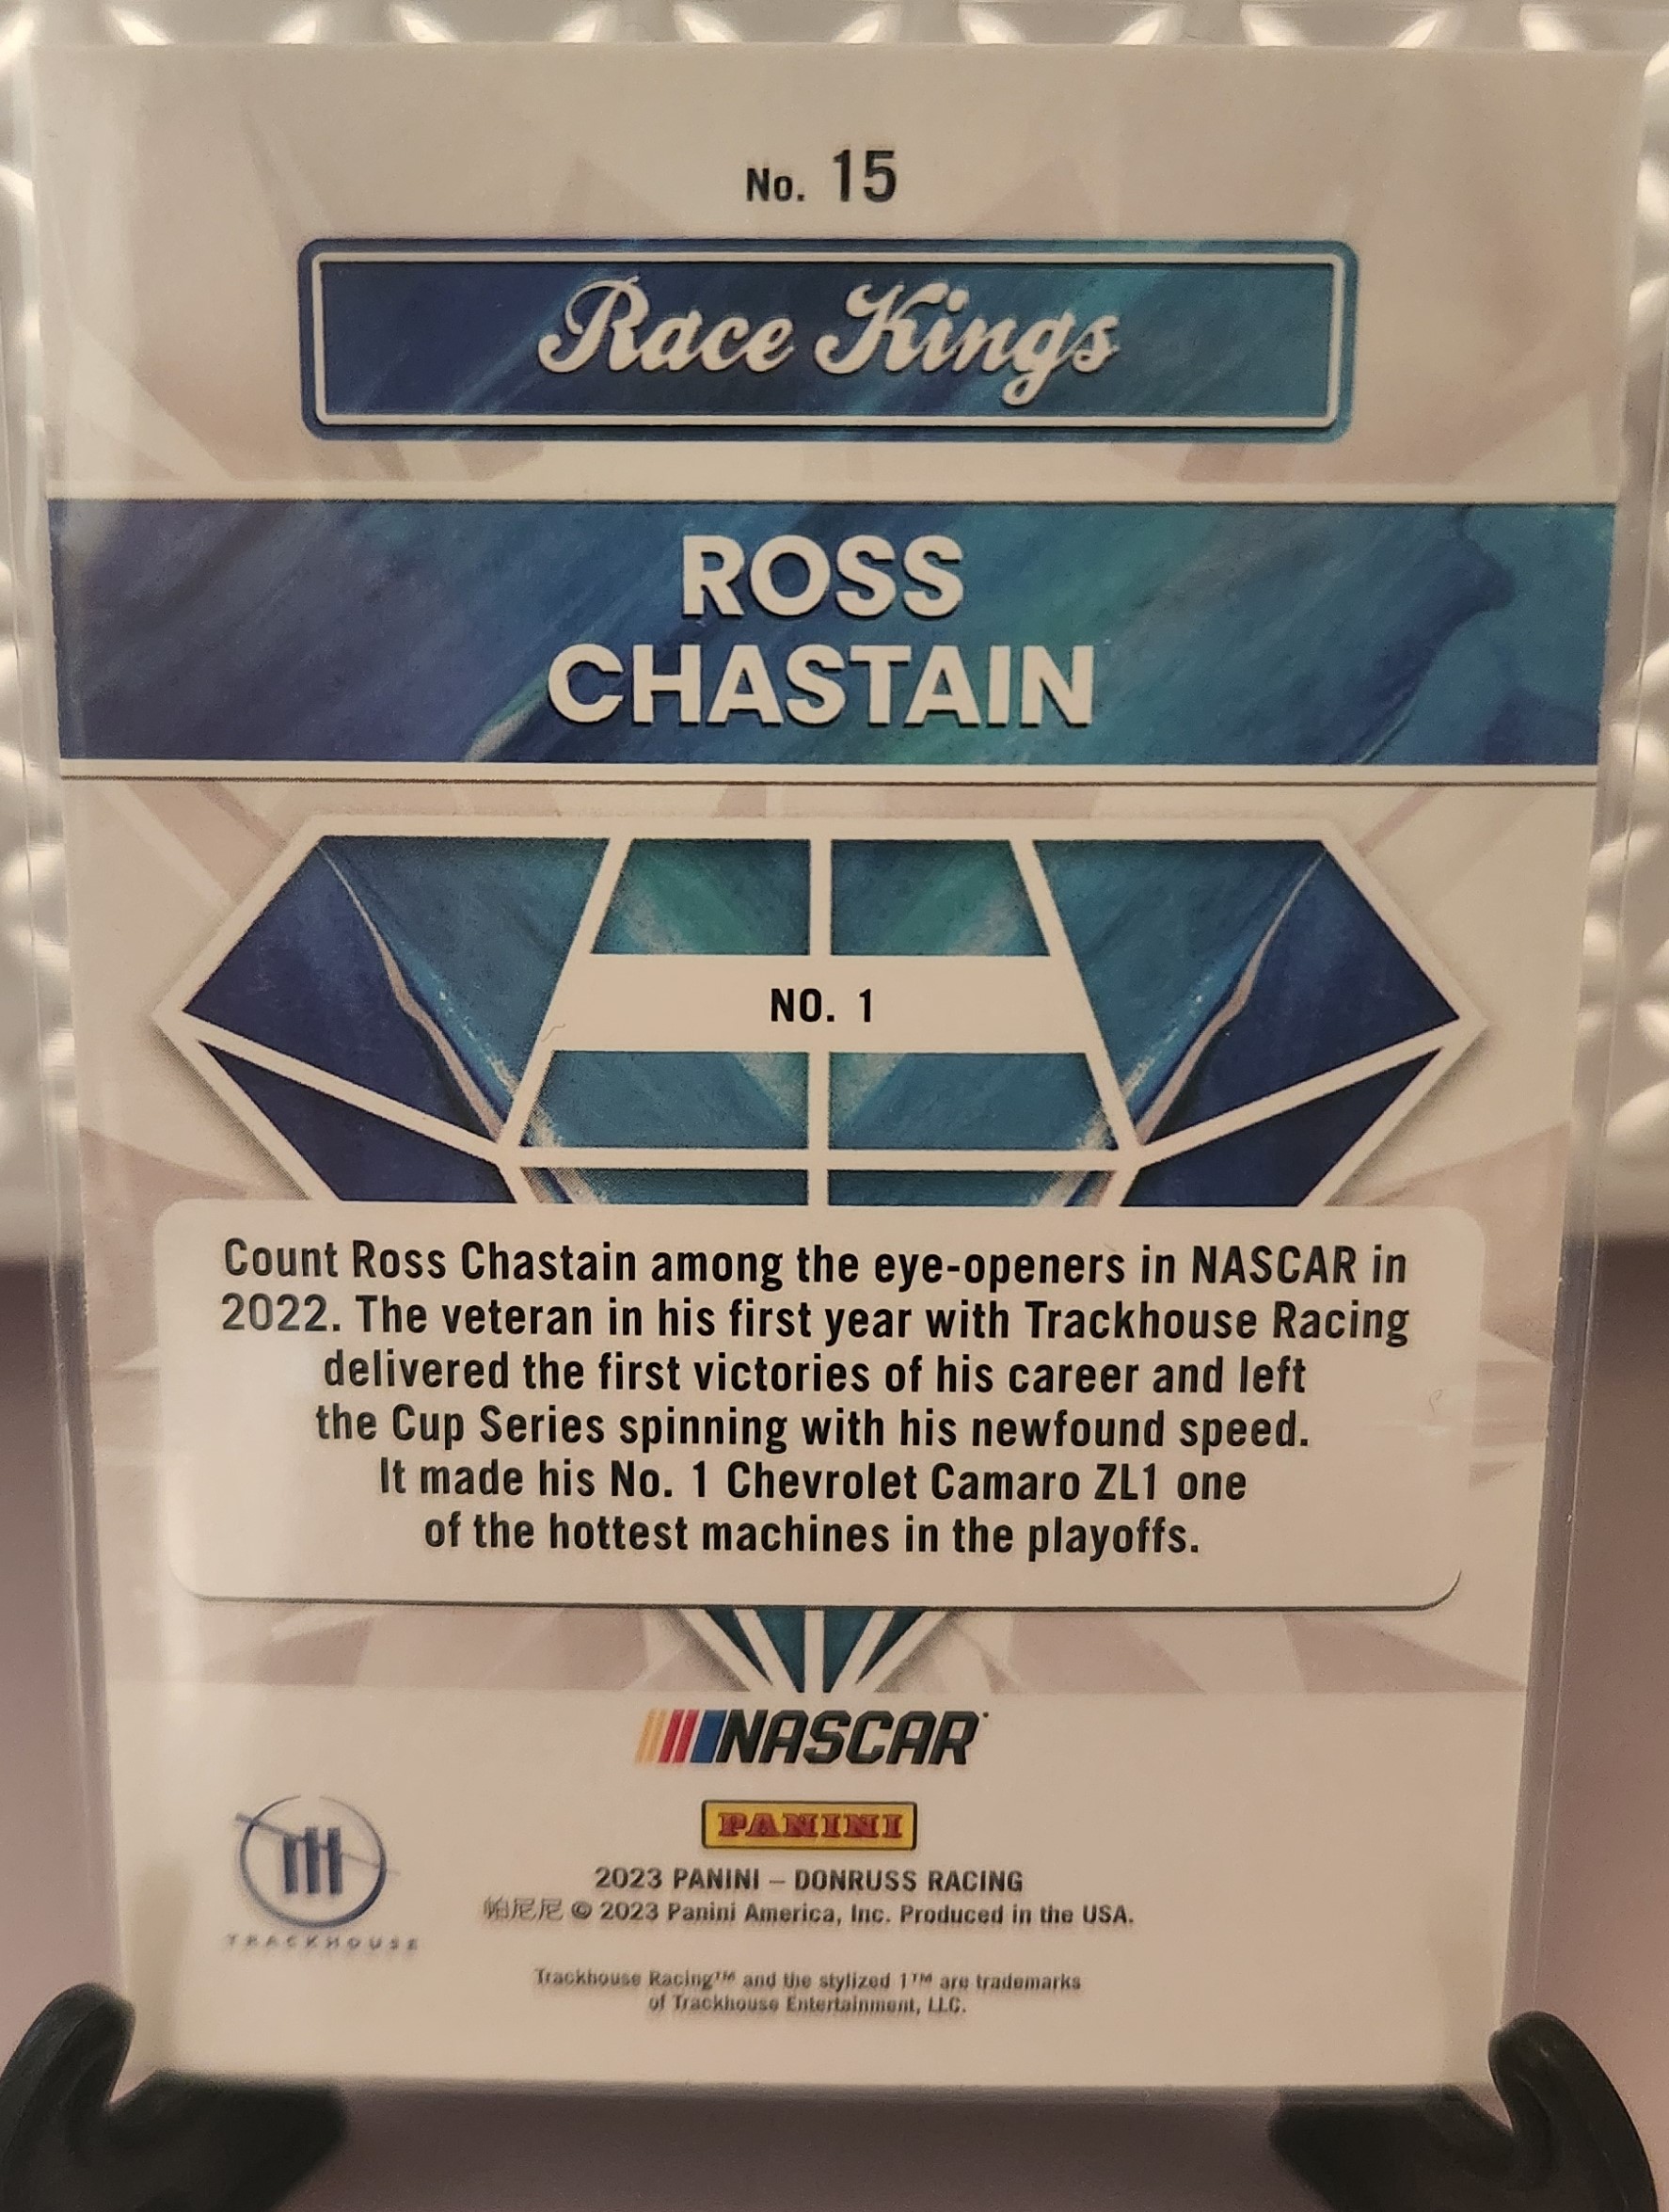 No. 15
Race Kings
ROSS
CHASTAIN
NO. 1
Count Ross Chastain among the eye-openers in NASCAR in
2022. The veteran in his first year with Trackhouse Racing
delivered the first victories of his career and left
the Cup Series spinning with his newfound speed.
It made his No. 1 Chevrolet Camaro ZL1 one
of the hottest machines in the playoffs.
NASCAR
PANINI
TRACKHOUSE
2023 PANINI – DONRUSS RACING
帕尼尼 © 2023 Panini America, Inc. Produced in the USA.
Trackhouse Racing™ and the stylized 1™ are trademarks
of Trackhouse Entertainment, LLC.